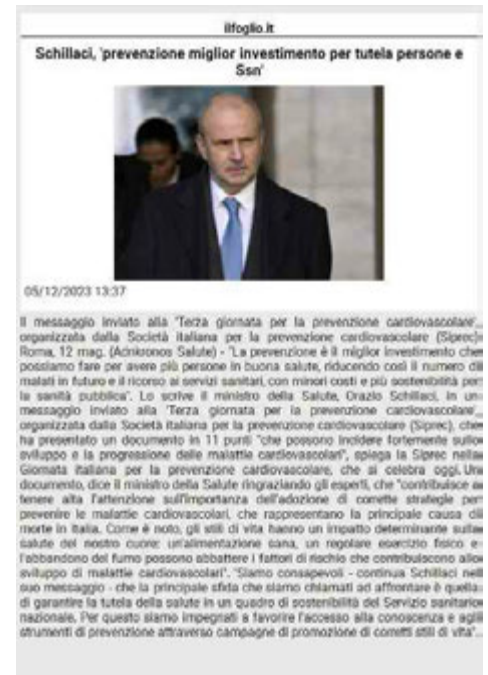 ilfoglio.it
Schillaci, 'prevenzione miglior investimento per tutela persone e
Ssn'
05/12/2023 13:37
Il messaggio inviato alla 'Terza giornata per la prevenzione cardiovascolare',
organizzata dalla Società italiana per la prevenzione cardiovascolare (Siprec)
Roma, 12 mag. (Adnkronos Salute) - "La prevenzione è il miglior investimento che
possiamo fare per avere più persone in buona salute, riducendo così il numero di
malati in futuro e il ricorso ai servizi sanitari, con minori costi e più sostenibilità per
la sanità pubblica". Lo scrive il ministro della Salute, Orazio Schillaci, in un
messaggio inviato alla 'Terza giornata per la prevenzione cardiovascolare',
organizzata dalla Società italiana per la prevenzione cardiovascolare (Siprec), che
ha presentato un documento in 11 punti "che possono incidere fortemente sullo
sviluppo e la progressione delle malattie cardiovascolari", spiega la Siprec nella
Giornata italiana per la prevenzione cardiovascolare, che si celebra oggi. Un
documento, dice il ministro della Salute ringraziando gli esperti, che "contribuisce a
tenere alta l'attenzione sull'importanza dell'adozione di corrette strategie per
prevenire le malattie cardiovascolari, che rappresentano la principale causa di
morte in Italia. Come è noto, gli stili di vita hanno un impatto determinante sulla
salute del nostro cuore: un'alimentazione sana, un regolare esercizio fisico e
l'abbandono del fumo possono abbattere i fattori di rischio che contribuiscono allo
sviluppo di malattie cardiovascolari". "Siamo consapevoli - continua Schillaci nel
suo messaggio - che la principale sfida che siamo chiamati ad affrontare è quella
di garantire la tutela della salute in un quadro di sostenibilità del Servizio sanitario
nazionale. Per questo siamo impegnati a favorire l'accesso alla conoscenza e agli
strumenti di prevenzione attraverso campagne di promozione di corretti stili di vita".